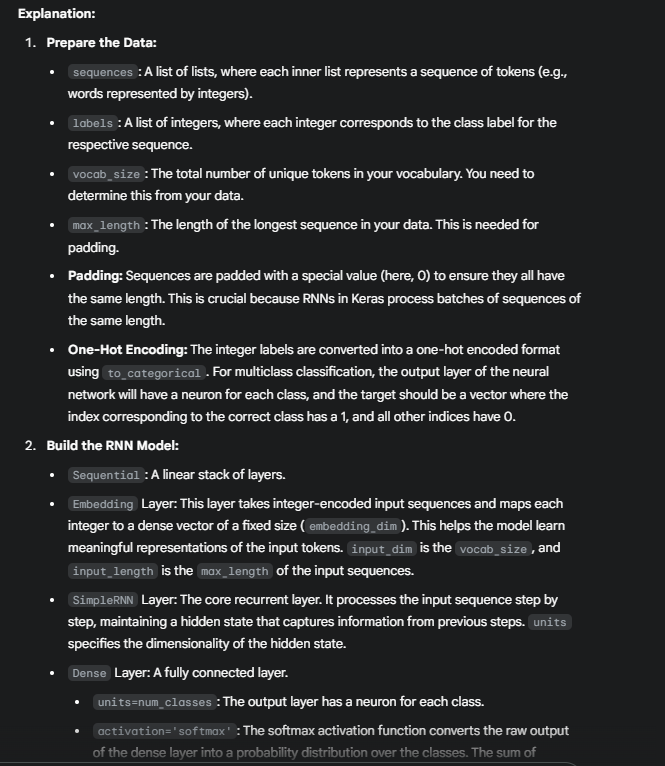 Explanation:
1. Prepare the Data:
• sequences: A list of lists, where each inner list represents a sequence of tokens (e.g.,
words represented by integers).
• labels: A list of integers, where each integer corresponds to the class label for the
respective sequence.
• vocab_size: The total number of unique tokens in your vocabulary. You need to
determine this from your data.
• max_length: The length of the longest sequence in your data. This is needed for
padding.
• Padding: Sequences are padded with a special value (here, 0) to ensure they all have
the same length. This is crucial because RNNs in Keras process batches of sequences of
the same length.
• One-Hot Encoding: The integer labels are converted into a one-hot encoded format
using to_categorical. For multiclass classification, the output layer of the neural
network will have a neuron for each class, and the target should be a vector where the
index corresponding to the correct class has a 1, and all other indices have 0.
2. Build the RNN Model:
• Sequential: A linear stack of layers.
• Embedding Layer: This layer takes integer-encoded input sequences and maps each
integer to a dense vector of a fixed size (embedding_dim). This helps the model learn
meaningful representations of the input tokens. input_dim is the vocab_size, and
input_length is the max_length of the input sequences.
• SimpleRNN Layer: The core recurrent layer. It processes the input sequence step by
step, maintaining a hidden state that captures information from previous steps. units
specifies the dimensionality of the hidden state.
• Dense Layer: A fully connected layer.
• units=num_classes: The output layer has a neuron for each class.
• activation='softmax': The softmax activation function converts the raw output
of the dense layer into a probability distribution over the classes. The sum of